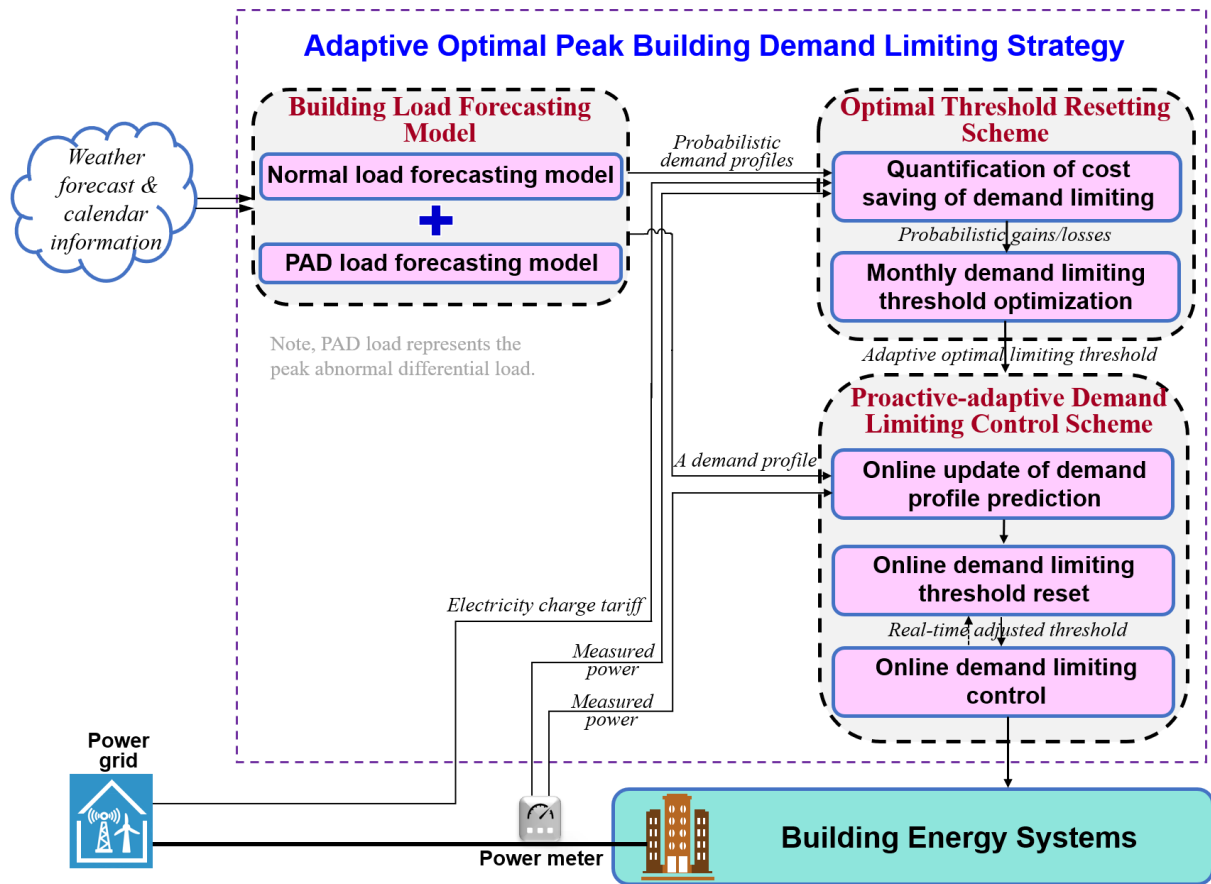 Adaptive Optimal Peak Building Demand Limiting Strategy
Weather
forecast &
calendar
information
Building Load Forecasting
Model
Normal load forecasting model
PAD load forecasting model
Note, PAD load represents the
peak abnormal differential load.
Probabilistic
demand profiles
Optimal Threshold Resetting
Scheme
Quantification of cost
saving of demand limiting
Probabilistic gains/losses
Monthly demand limiting
threshold optimization
Adaptive optimal limiting threshold
Proactive-adaptive Demand
Limiting Control Scheme
A demand profile
Online update of demand
profile prediction
Online demand limiting
threshold reset
Real-time adjusted threshold
Online demand limiting
control
Electricity charge tariff
Measured
power
Measured
power
Power
grid
Power meter
Building Energy Systems